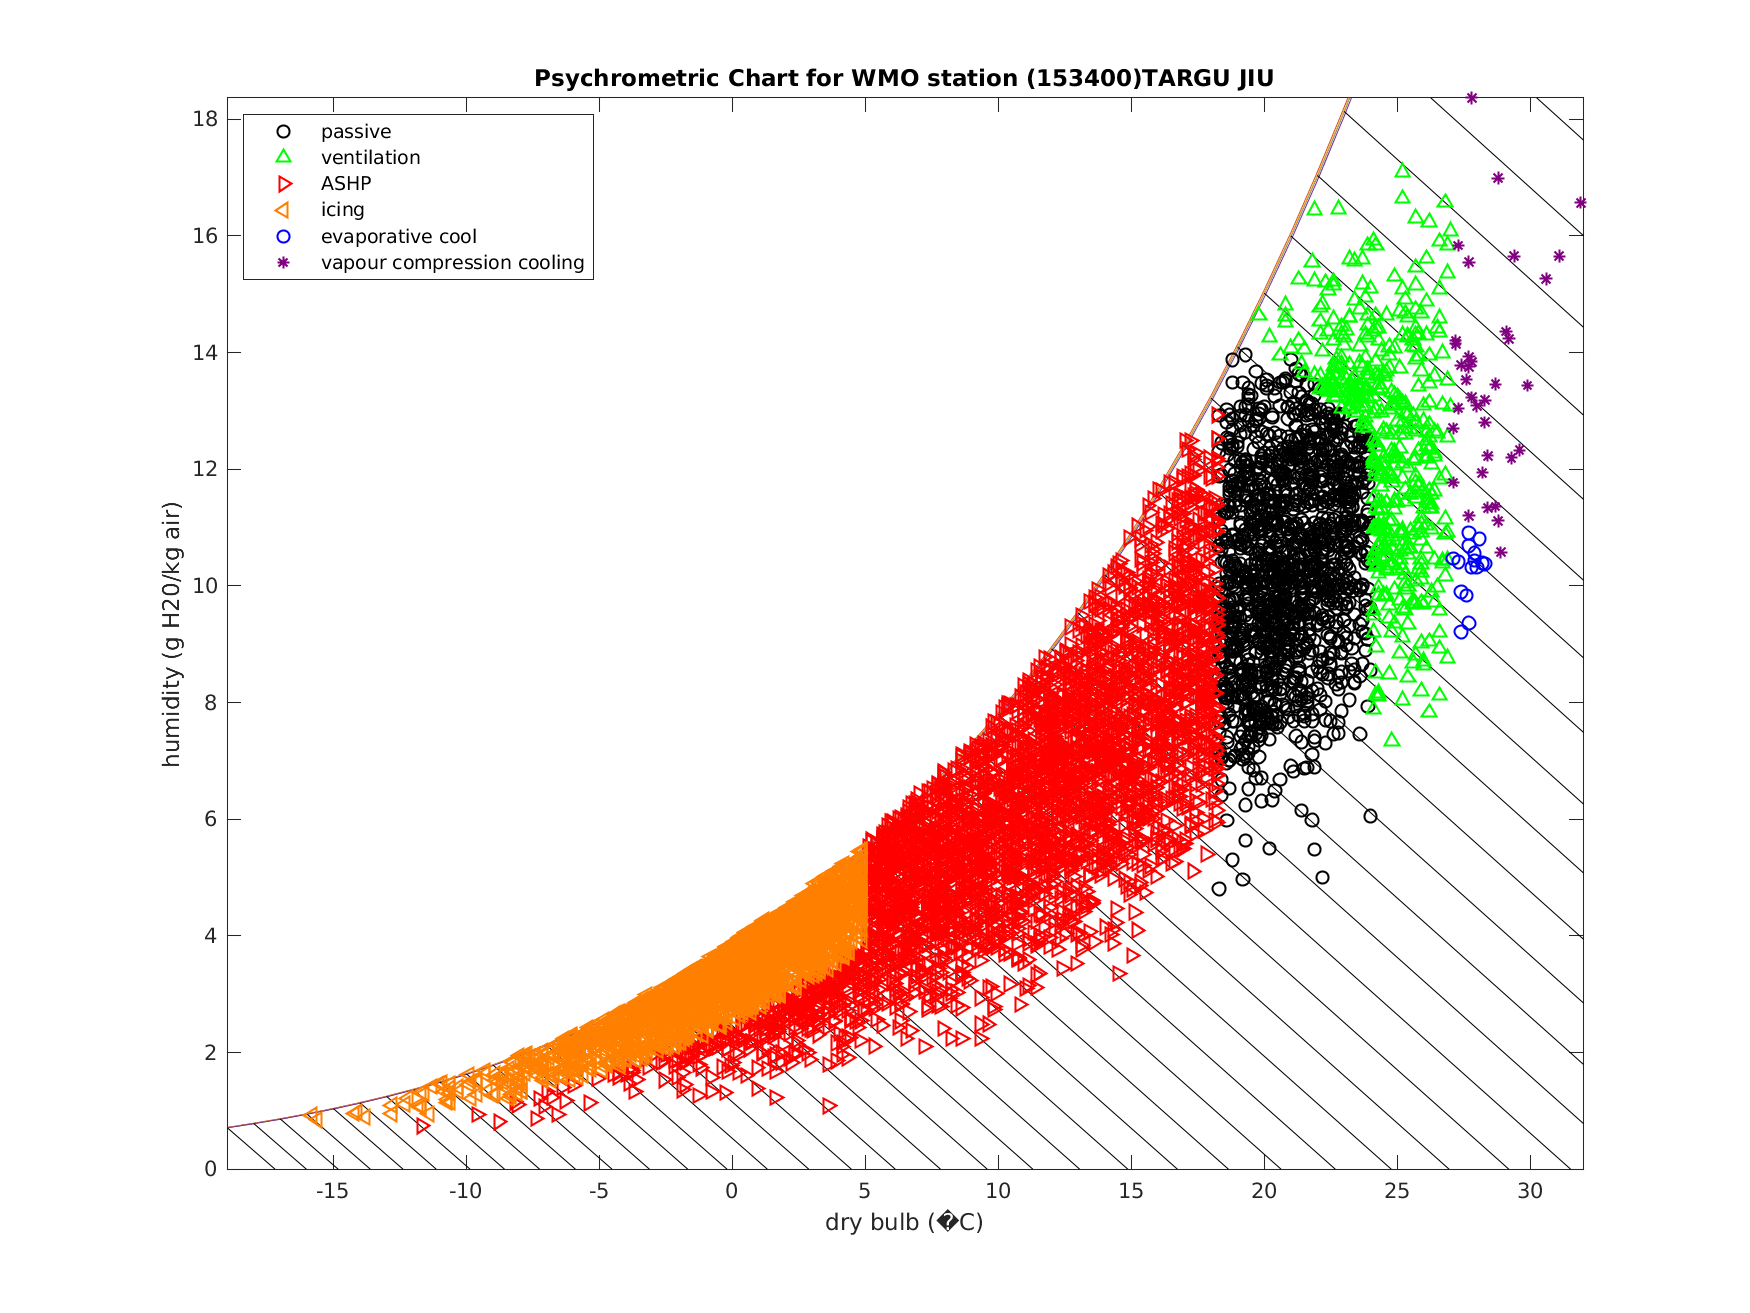 Psychrometric Chart for WMO station (153400)TARGU JIU
passive
ventilation
ASHP
icing
evaporative cool
vapour compression cooling
humidity (g H20/kg air)
18
16
14
12
10
8
6
4
2
0
-15 -10 -5 0 5 10 15 20 25 30
dry bulb (�C)